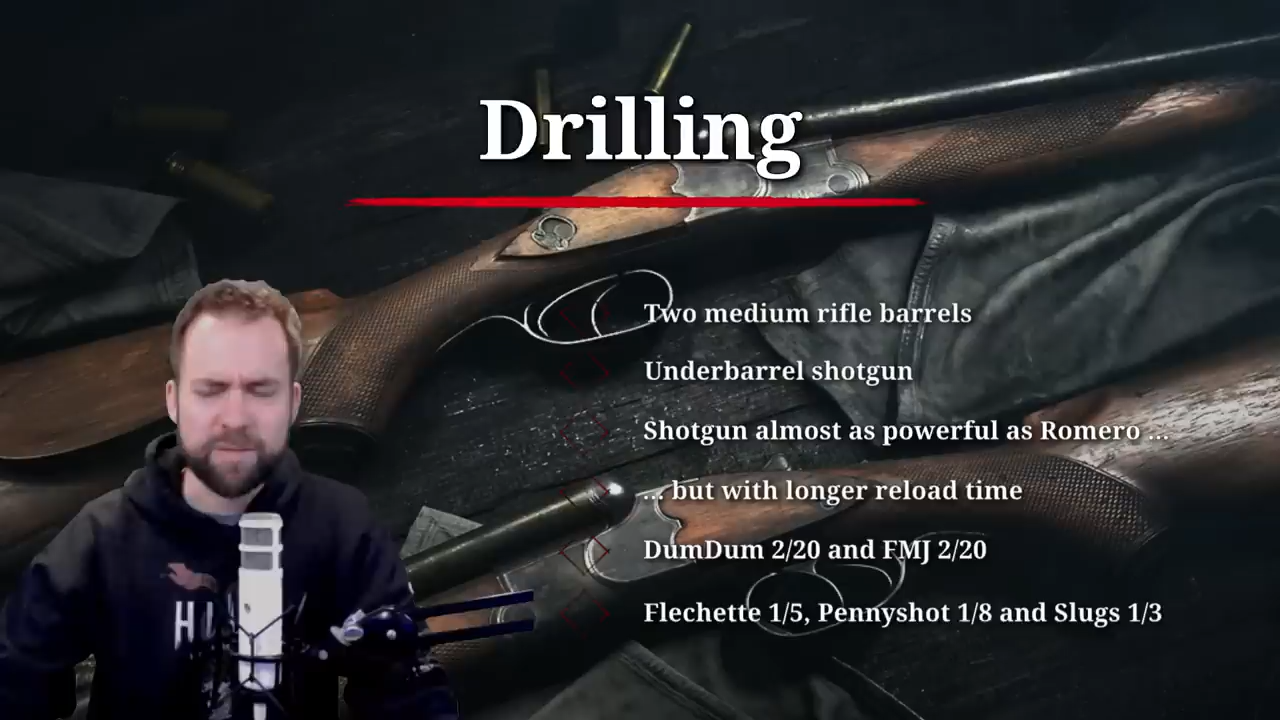 Drilling
Two medium rifle barrels
Underbarrel shotgun
Shotgun almost as powerful as Romero ...
... but with longer reload time
DumDum 2/20 and FMJ 2/20
Flechette 1/5, Pennyshot 1/8 and Slugs 1/3